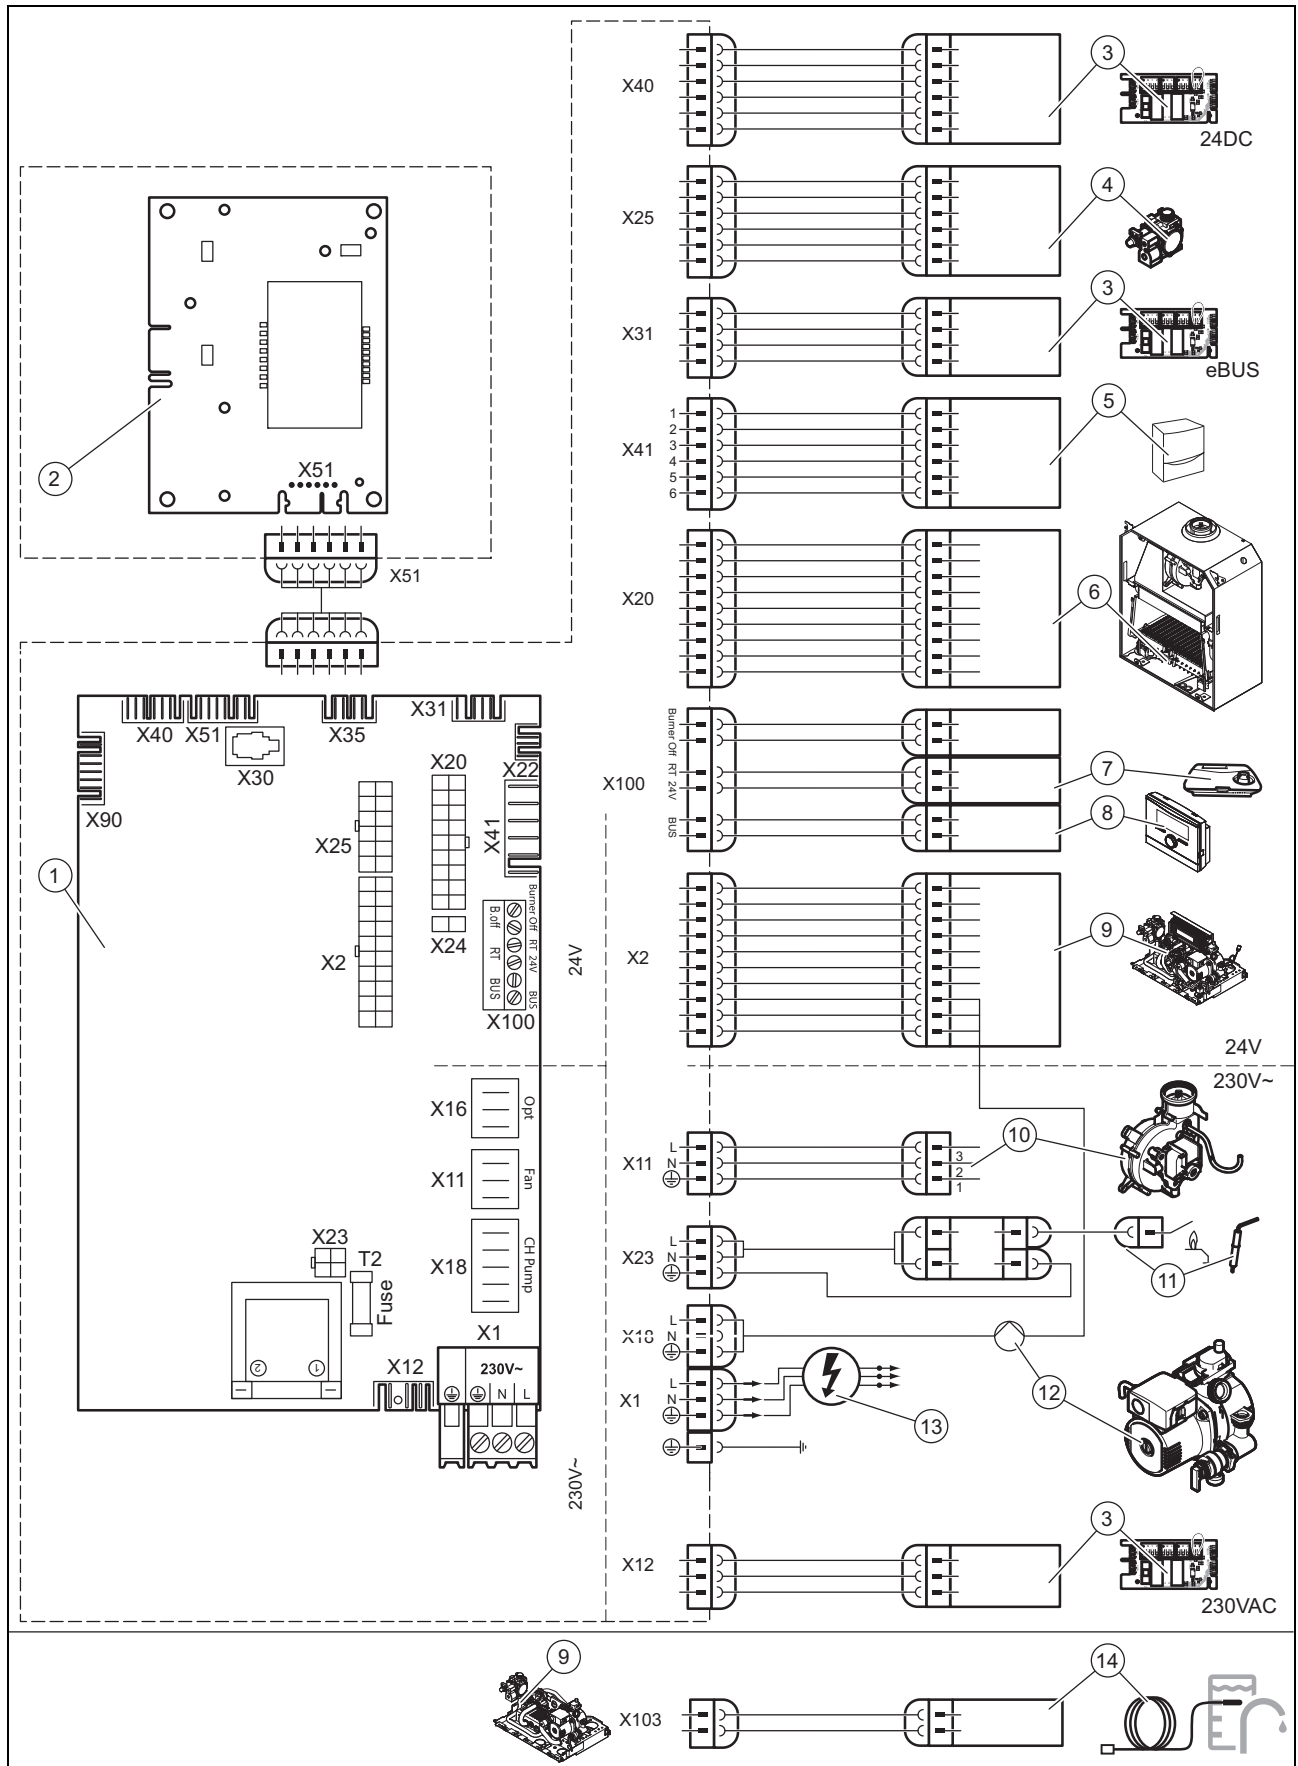 X40
3
24DC
X25
4
X31
3
eBUS
X51
2
X51
X41
1
2
3
4
5
6
5
X20
6
X40
X51
X30
X35
X31
X90
X20
X22
X25
X41
X2
X24
B.off
RT
BUS
Burner Off
RT 24V
BUS
X100
24V
1
X100
Burner Off
RT 24V
BUS
7
8
X2
9
24V
230V~
X16
Opt
X11
Fan
X18
CH Pump
X23
T2
Fuse
2
1
X12
X1
230V~
N
L
230V~
X11
L
N
3
2
1
10
X23
L
N
11
X18
L
N
12
X1
L
N
13
X12
3
230VAC
9
X103
14